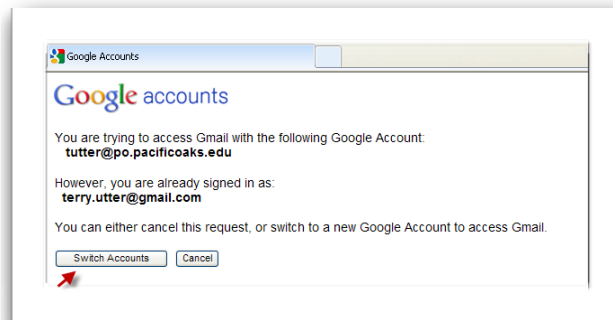 Google Accounts
Google accounts
You are trying to access Gmail with the following Google Account:
tutter@po.pacificoaks.edu
However, you are already signed in as:
terry.utter@gmail.com
You can either cancel this request, or switch to a new Google Account to access Gmail.
Switch Accounts Cancel